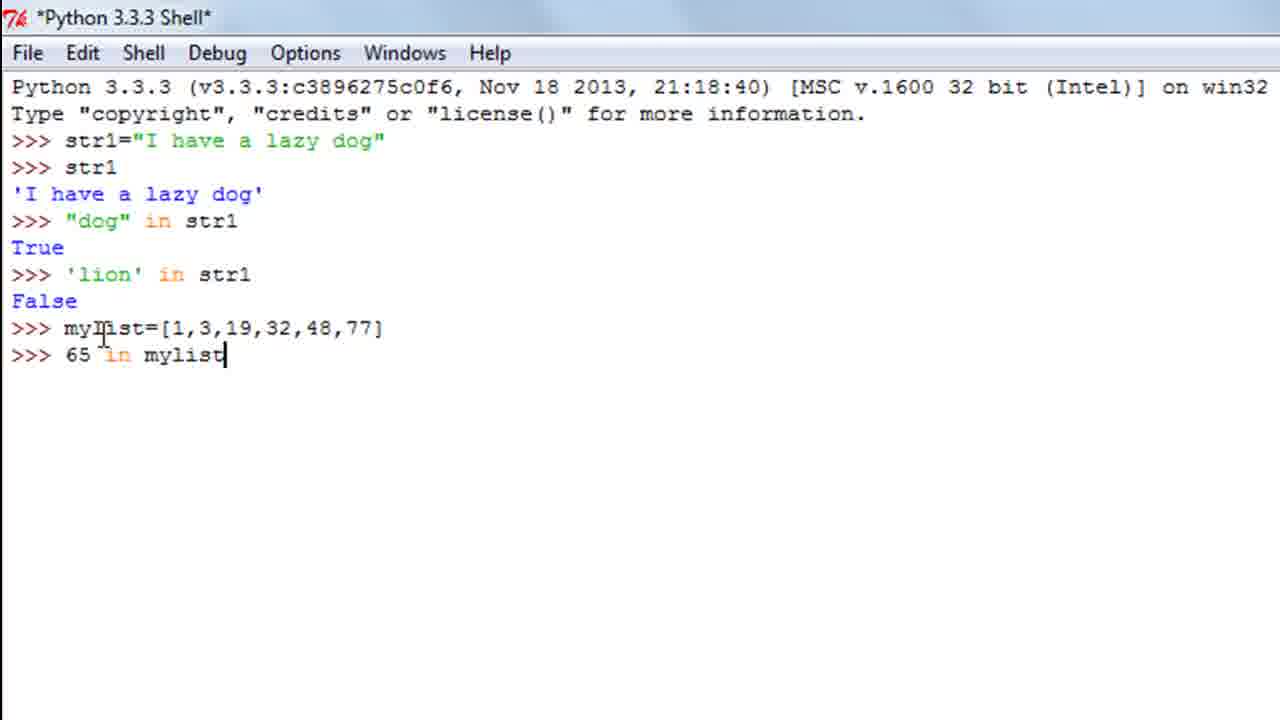 *Python 3.3.3 Shell*
File Edit Shell Debug Options Windows Help
Python 3.3.3 (v3.3.3:c3896275c0f6, Nov 18 2013, 21:18:40) [MSC v.1600 32 bit (Intel)] on win32
Type "copyright", "credits" or "license()" for more information.
>>> str1="I have a lazy dog"
>>> str1
'I have a lazy dog'
>>> "dog" in str1
True
>>> 'lion' in str1
False
>>> mylist=[1,3,19,32,48,77]
>>> 65 in mylist